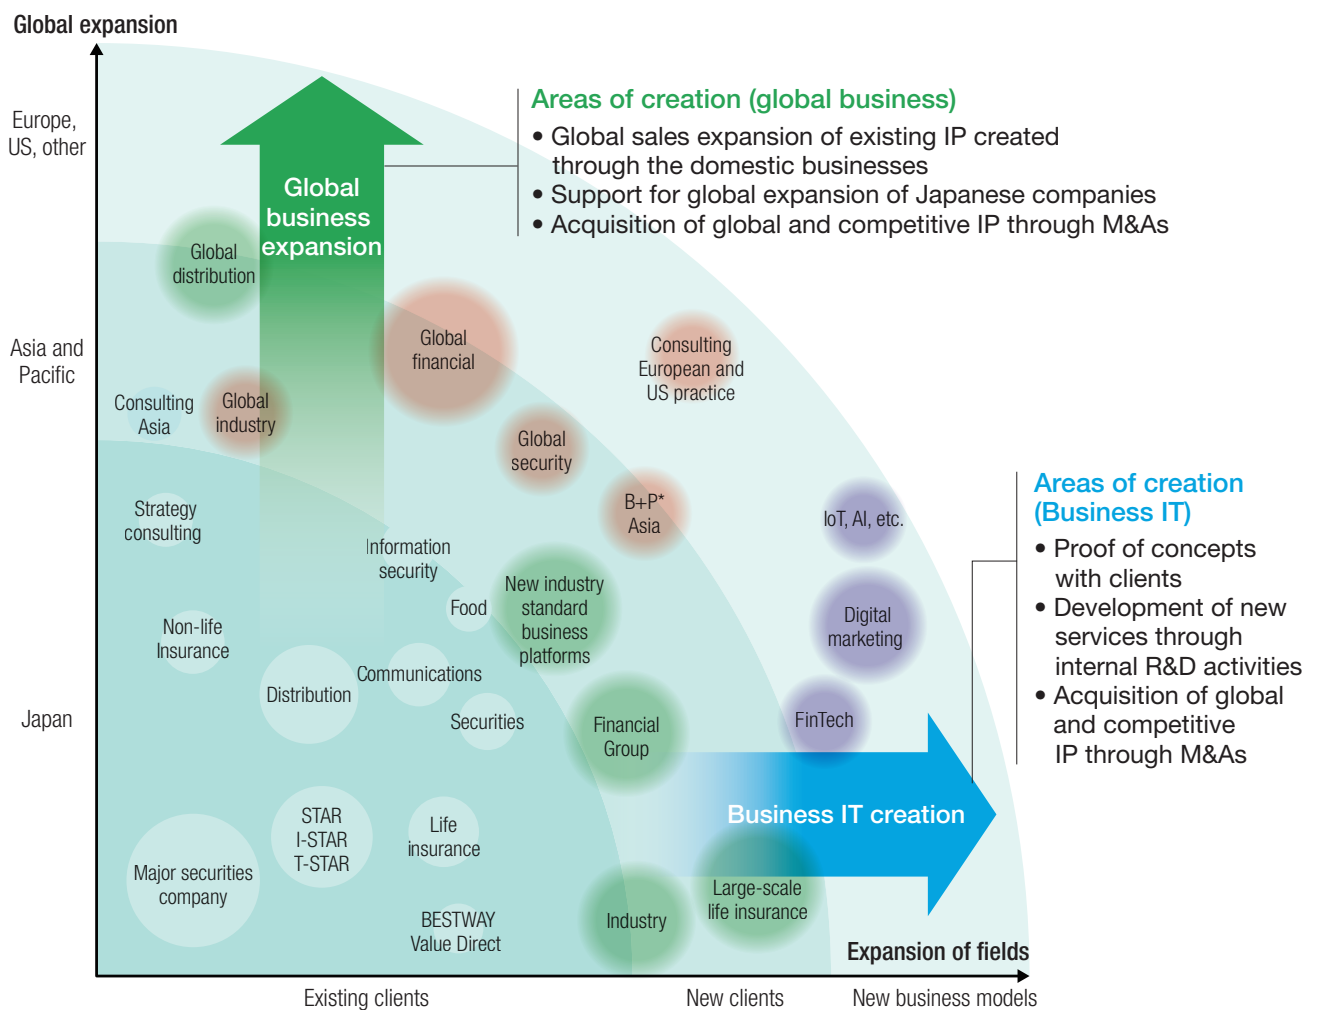 Global expansion
Europe,
US, other
Areas of creation (global business)
• Global sales expansion of existing IP created
through the domestic businesses
• Support for global expansion of Japanese companies
• Acquisition of global and competitive IP through M&As
Global
business
expansion
Global
distribution
Asia and
Pacific
Global
financial
Consulting
European and
US practice
Consulting
Asia
Global
industry
Global
security
B+P*
Asia
IoT, AI, etc.
Areas of creation
(Business IT)
• Proof of concepts
with clients
• Development of new
services through
internal R&D activities
• Acquisition of global
and competitive
IP through M&As
Strategy
consulting
Information
security
Food
New industry
standard
business
platforms
Digital
marketing
Non-life
Insurance
Distribution
Communications
Securities
Financial
Group
FinTech
Japan
Business IT creation
STAR
I-STAR
T-STAR
Life
insurance
Major securities
company
BESTWAY
Value Direct
Industry
Large-scale
life insurance
Expansion of fields
Existing clients
New clients
New business models